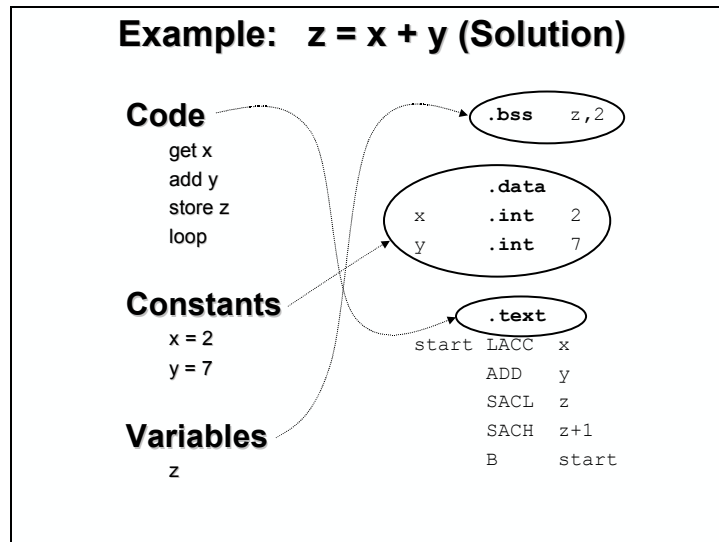 Example: z = x + y (Solution)
Code
get x
add y
store z
loop
Constants
x = 2
y = 7
Variables
z
.bss z,2
.data
x .int 2
y .int 7
.text
start LACC x
ADD y
SACL z
SACH z+1
B start